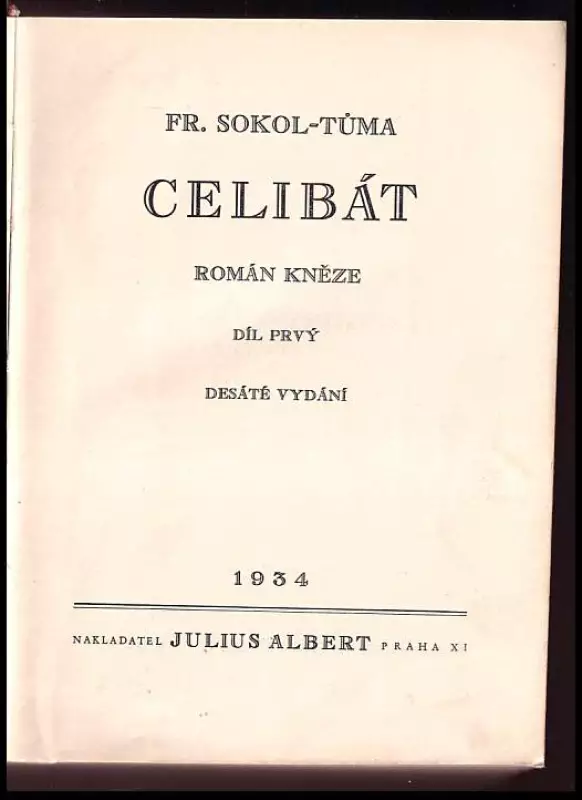 FR. SOKOL-TŮMA
CELIBÁT
ROMÁN KNĚZE
DÍL PRVÝ
DESÁTÉ VYDÁNÍ
1934
NAKLADATEL JULIUS ALBERT PRAHA XI